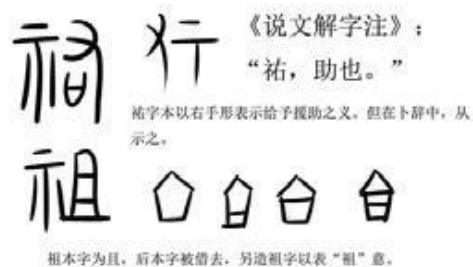 祐
《说文解字注》：
“祐，助也。”
祐字本以右手形表示给予援助之义。但在卜辞中，从
示之。
祖
祖本字为且，后本字被借去，另造祖字以表“祖”意。